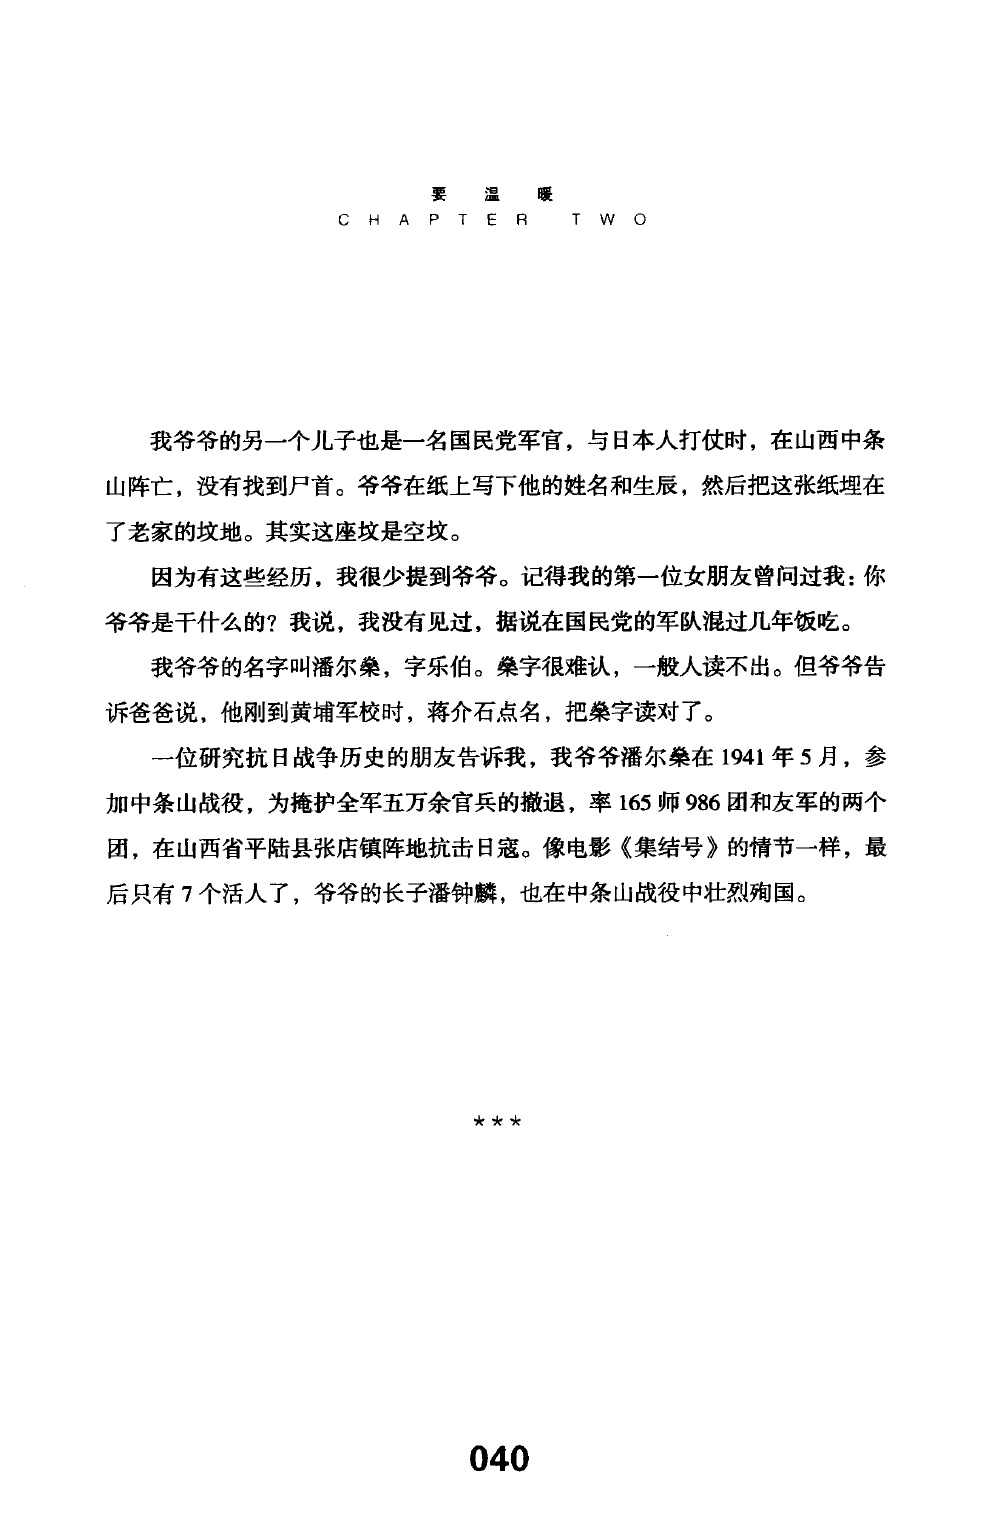 要温暖
CHAPTER TWO
我爷爷的另一个儿子也是一名国民党军官，与日本人打仗时，在山西中条
山阵亡，没有找到尸首。爷爷在纸上写下他的姓名和生辰，然后把这张纸埋在
了老家的坟地。其实这座坟是空坟。
因为有这些经历，我很少提到爷爷。记得我的第一位女朋友曾问过我：你
爷爷是干什么的？我说，我没有见过，据说在国民党的军队混过几年饭吃。
我爷爷的名字叫潘尔燊，字乐伯。燊字很难认，一般人读不出。但爷爷告
诉爸爸说，他刚到黄埔军校时，蒋介石点名，把燊字读对了。
一位研究抗日战争历史的朋友告诉我，我爷爷潘尔燊在1941年5月，参
加中条山战役，为掩护全军五万余官兵的撤退，率165师986团和友军的两个
团，在山西省平陆县张店镇阵地抗击日寇。像电影《集结号》的情节一样，最
后只有7个活人了，爷爷的长子潘钟麟，也在中条山战役中壮烈殉国。
***
040